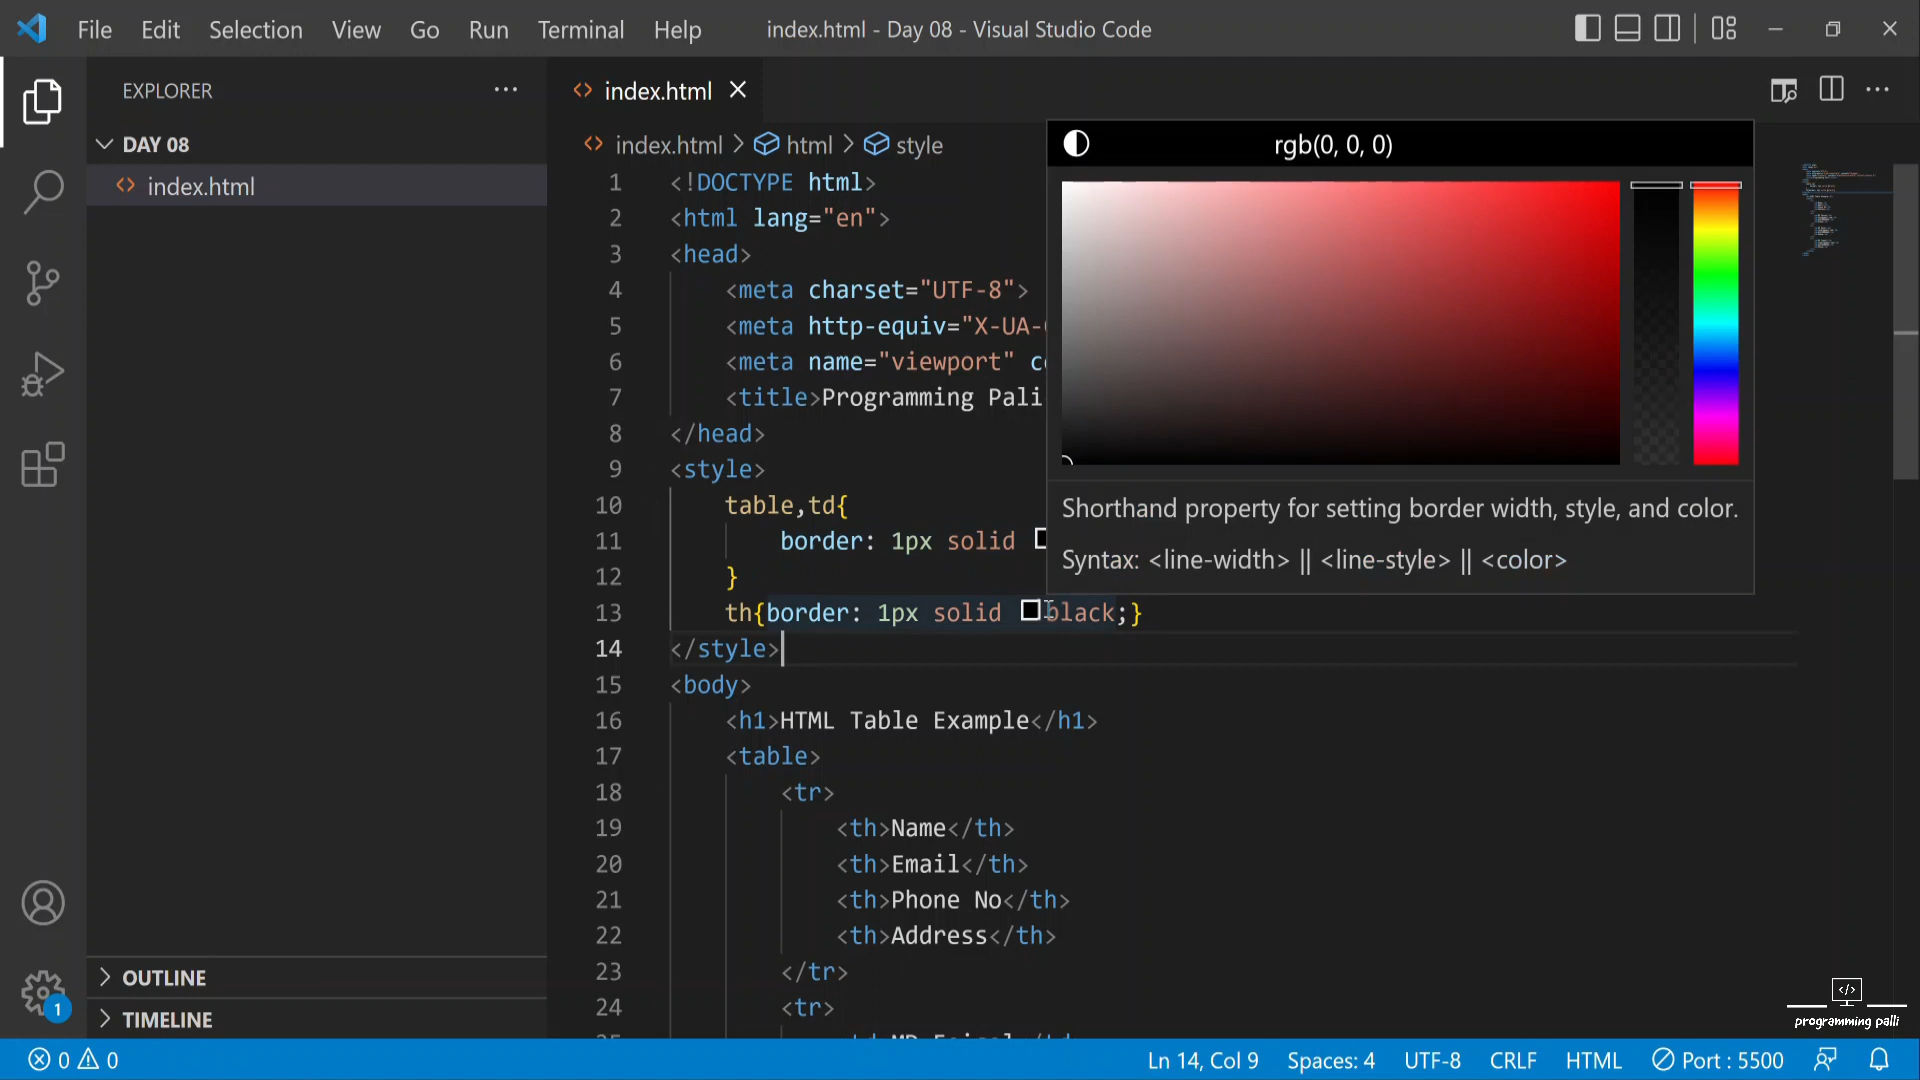 File Edit Selection View Go Run Terminal Help index.html - Day 08 - Visual Studio Code
EXPLORER
DAY 08
index.html
OUTLINE
TIMELINE
index.html
index.html > html > style
1 <!DOCTYPE html>
2 <html lang="en">
3 <head>
4 <meta charset="UTF-8">
5 <meta http-equiv="X-UA-
6 <meta name="viewport" c
7 <title>Programming Pali
8 </head>
9 <style>
10 table,td{
11 border: 1px solid
12 }
13 th{border: 1px solid black;}
14 </style>
15 <body>
16 <h1>HTML Table Example</h1>
17 <table>
18 <tr>
19 <th>Name</th>
20 <th>Email</th>
21 <th>Phone No</th>
22 <th>Address</th>
23 </tr>
24 <tr>
rgb(0, 0, 0)
Shorthand property for setting border width, style, and color.
Syntax: <line-width> || <line-style> || <color>
</>
programming palli
1
0 0 Ln 14, Col 9 Spaces: 4 UTF-8 CRLF HTML Port : 5500